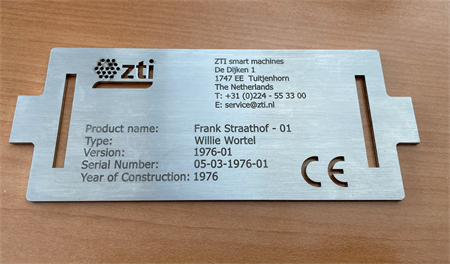 zti
ZTI smart machines
De Dijken 1
1747 EE Tuitjenhorn
The Netherlands
T: +31 (0)224 - 55 33 00
E: service@zti.nl
Product name: Frank Straathof - 01
Type: Willie Wortel
Version: 1976-01
Serial Number: 05-03-1976-01
Year of Construction: 1976
CE